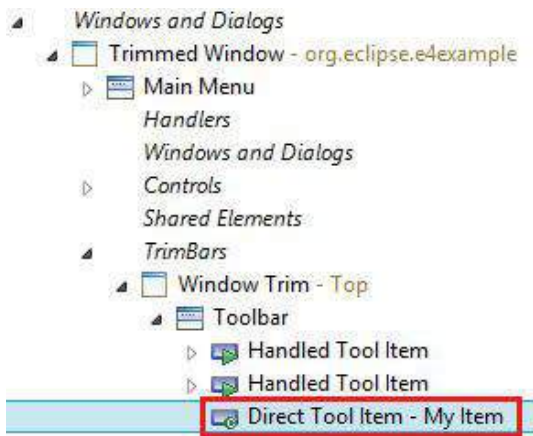 Windows and Dialogs
Trimmed Window - org.eclipse.e4example
Main Menu
Handlers
Windows and Dialogs
Controls
Shared Elements
TrimBars
Window Trim - Top
Toolbar
Handled Tool Item
Handled Tool Item
Direct Tool Item - My Item